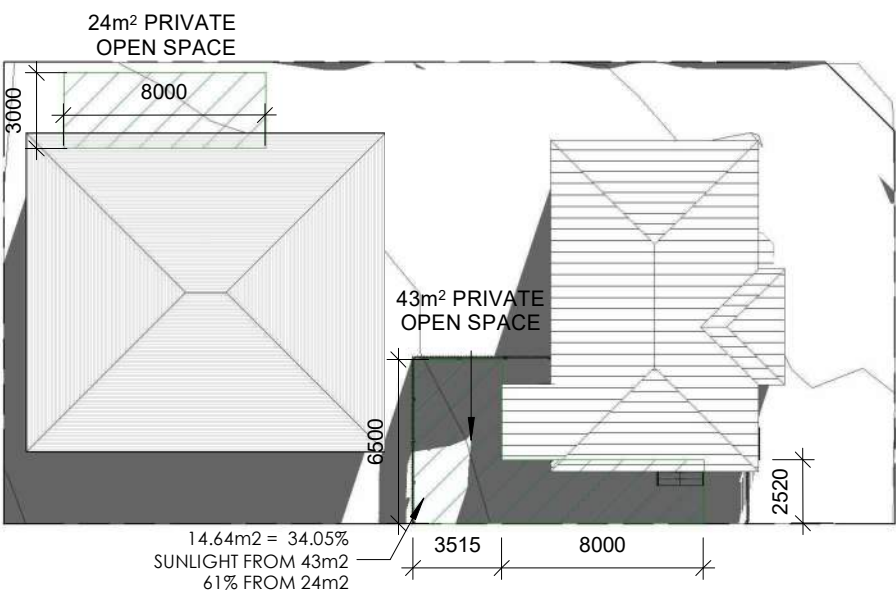 24m² PRIVATE
OPEN SPACE
8000
3000
43m² PRIVATE
OPEN SPACE
6500
2520
3515
8000
14.64m2 = 34.05%
SUNLIGHT FROM 43m2
61% FROM 24m2